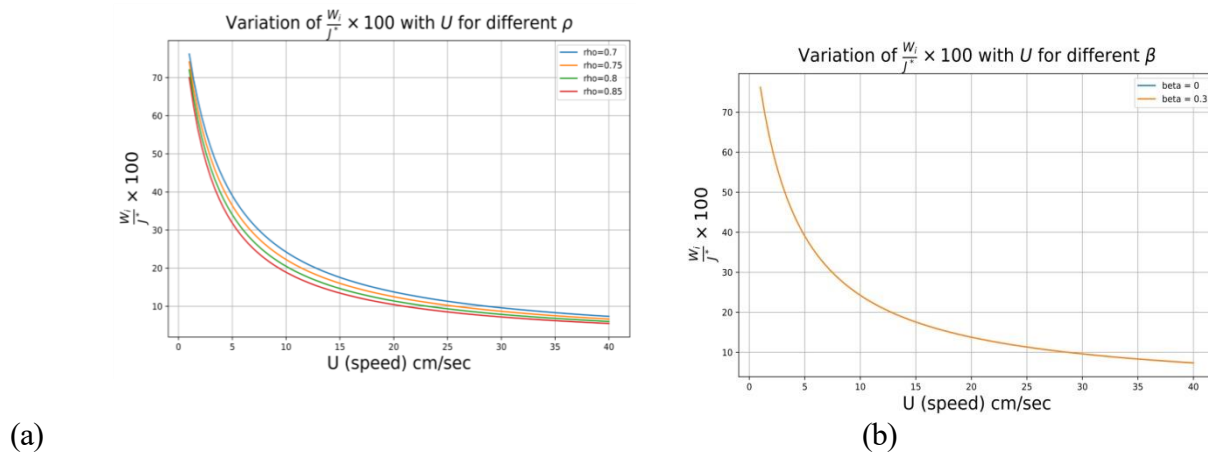 Variation of W_i/J* × 100 with U for different ρ
rho=0.7
rho=0.75
rho=0.8
rho=0.85
70
60
50
40
30
20
10
0 5 10 15 20 25 30 35 40
W_i/J* × 100
U (speed) cm/sec
(a)
Variation of W_i/J* × 100 with U for different β
beta = 0
beta = 0.3
70
60
50
40
30
20
10
0 5 10 15 20 25 30 35 40
W_i/J* × 100
U (speed) cm/sec
(b)